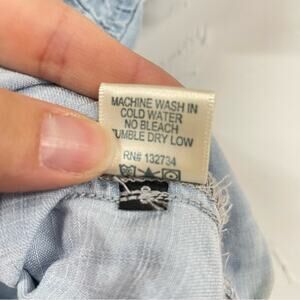 MACHINE WASH IN
COLD WATER
NO BLEACH
TUMBLE DRY LOW
RN# 132734